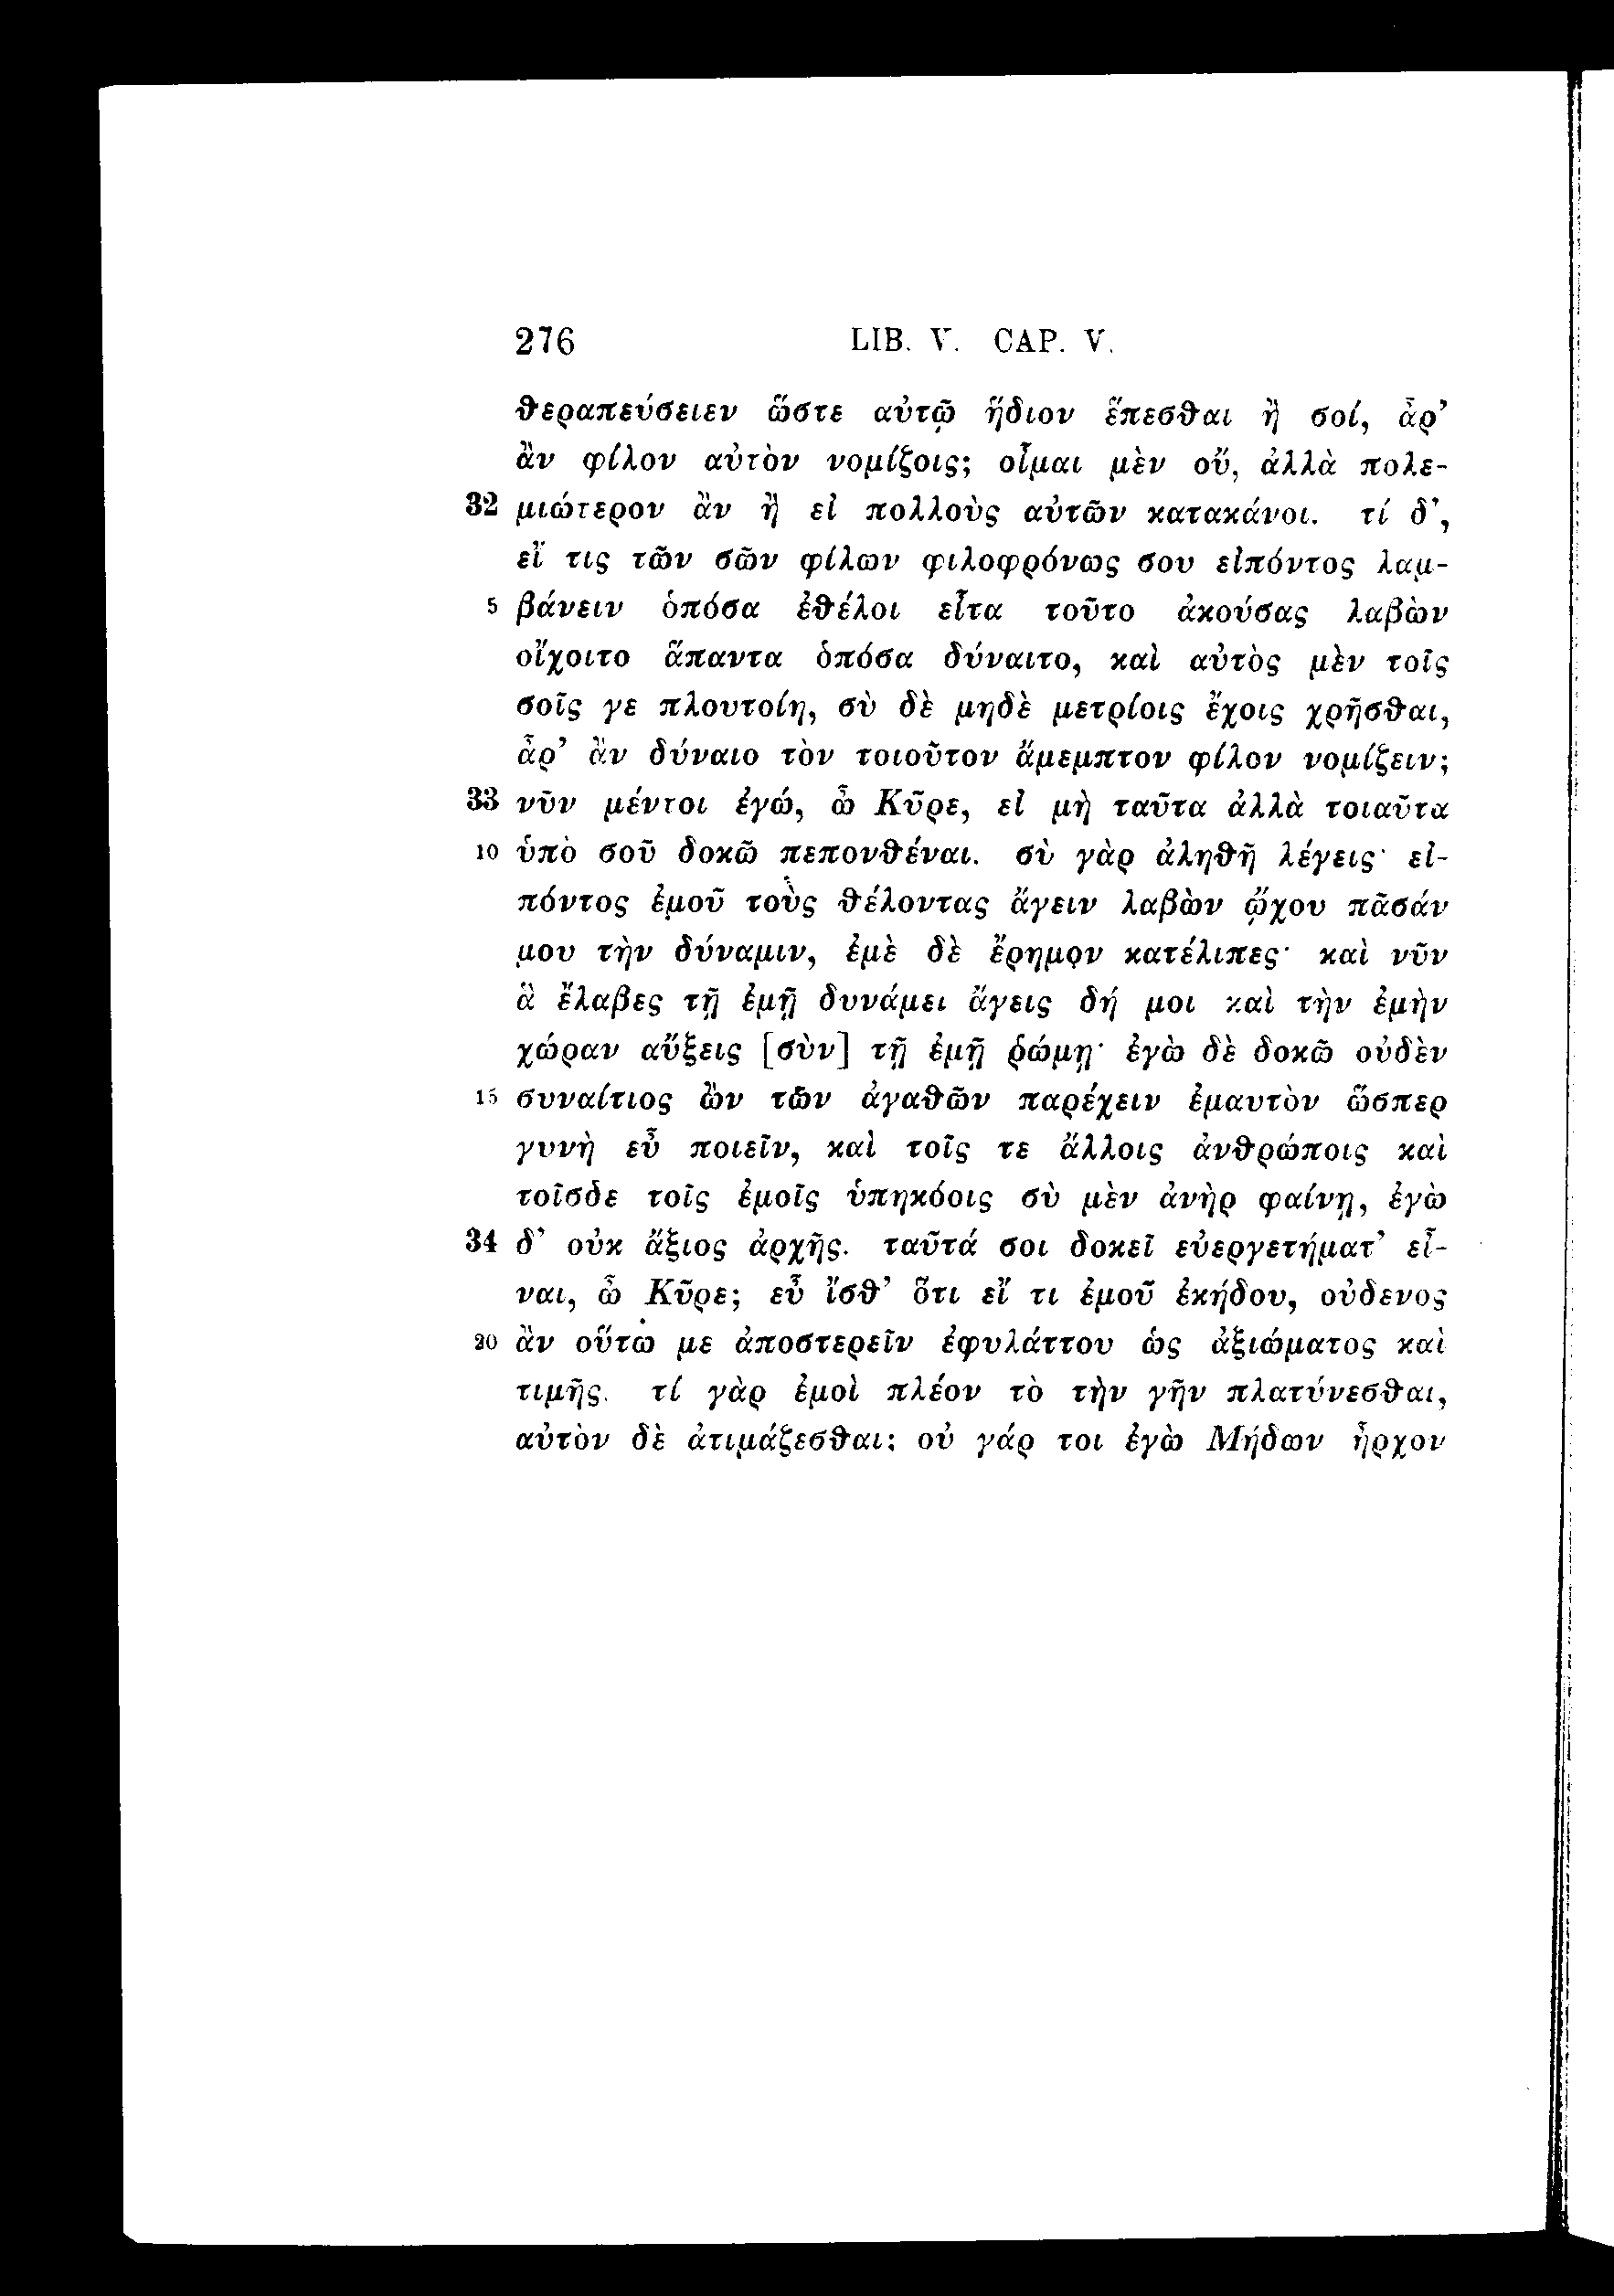 276 LIB. V. CAP. V.
θεραπεύσειεν ὥστε αὐτῷ ἥδιον ἕπεσθαι ἢ σοί, ἆρ’
ἂν φίλον αὐτὸν νομίζοις; οἶμαι μὲν οὔ, ἀλλὰ πολε-
32 μιώτερον ἂν ἢ εἰ πολλοὺς αὐτῶν κατακάνοι. τί δ’,
εἴ τις τῶν σῶν φίλων φιλοφρόνως σου εἰπόντος λαμ-
5 βάνειν ὁπόσα ἐθέλοι εἶτα τοῦτο ἀκούσας λαβὼν
οἴχοιτο ἅπαντα ὁπόσα δύναιτο, καὶ αὐτὸς μὲν τοῖς
σοῖς γε πλουτοίη, σὺ δὲ μηδὲ μετρίοις ἔχοις χρῆσθαι,
ἆρ’ ἂν δύναιο τὸν τοιοῦτον ἄμεμπτον φίλον νομίζειν;
33 νῦν μέντοι ἐγώ, ὦ Κῦρε, εἰ μὴ ταῦτα ἀλλὰ τοιαῦτα
10 ὑπὸ σοῦ δοκῶ πεπονθέναι. σὺ γὰρ ἀληθῆ λέγεις· εἰ-
πόντος ἐμοῦ τοὺς θέλοντας ἄγειν λαβὼν ᾤχου πᾶσάν
μου τὴν δύναμιν, ἐμὲ δὲ ἔρημον κατέλιπες· καὶ νῦν
ἃ ἔλαβες τῇ ἐμῇ δυνάμει ἄγεις δή μοι καὶ τὴν ἐμὴν
χώραν αὔξεις [σὺν] τῇ ἐμῇ ῥώμῃ· ἐγὼ δὲ δοκῶ οὐδὲν
15 συναίτιος ὢν τῶν ἀγαθῶν παρέχειν ἐμαυτὸν ὥσπερ
γυνὴ εὖ ποιεῖν, καὶ τοῖς τε ἄλλοις ἀνθρώποις καὶ
τοῖσδε τοῖς ἐμοῖς ὑπηκόοις σὺ μὲν ἀνὴρ φαίνῃ, ἐγὼ
34 δ’ οὐκ ἄξιος ἀρχῆς. ταῦτά σοι δοκεῖ εὐεργετήματ’ εἶ-
ναι, ὦ Κῦρε; εὖ ἴσθ’ ὅτι εἴ τι ἐμοῦ ἐκήδου, οὐδενος
20 ἂν οὕτω με ἀποστερεῖν ἐφυλάττου ὡς ἀξιώματος καὶ
τιμῆς. τί γὰρ ἐμοὶ πλέον τὸ τὴν γῆν πλατύνεσθαι,
αὐτὸν δὲ ἀτιμάζεσθαι; οὐ γάρ τοι ἐγὼ Μήδων ἦρχον